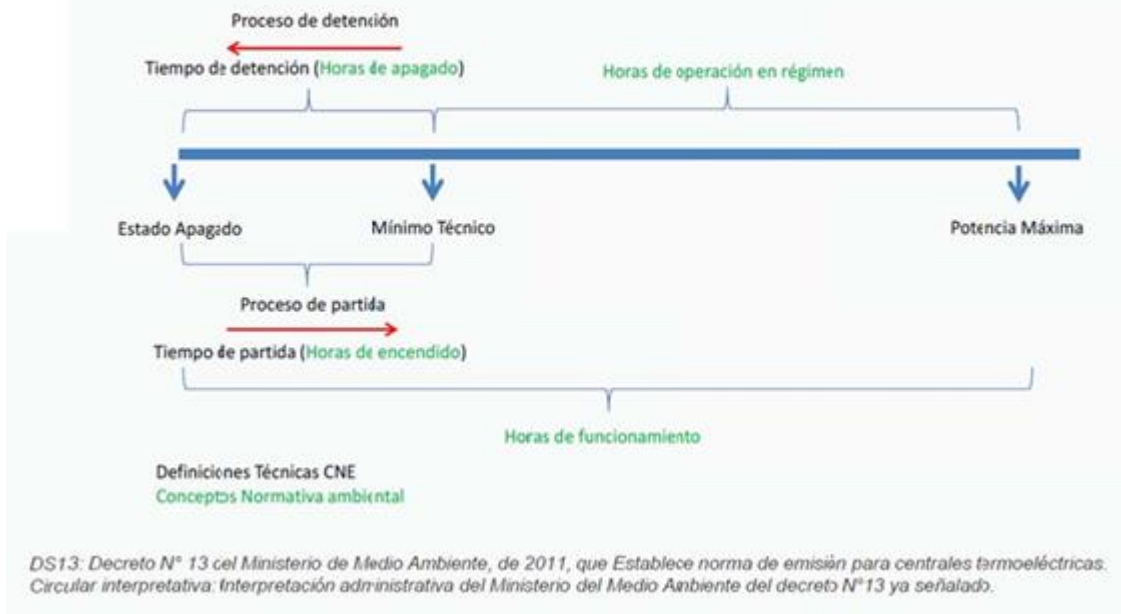 Proceso de detención
Tiempo de detención (Horas de apagado)
Horas de operación en régimen
Estado Apagado
Mínimo Técnico
Potencia Máxima
Proceso de partida
Tiempo de partida (Horas de encendido)
Horas de funcionamiento
Definiciones Técnicas CNE
Conceptos Normativa ambiental
DS13: Decreto N° 13 del Ministerio de Medio Ambiente, de 2011, que Establece norma de emisión para centrales termoeléctricas.
Circular interpretativa: Interpretación administrativa del Ministerio del Medio Ambiente del decreto N°13 ya señalado.